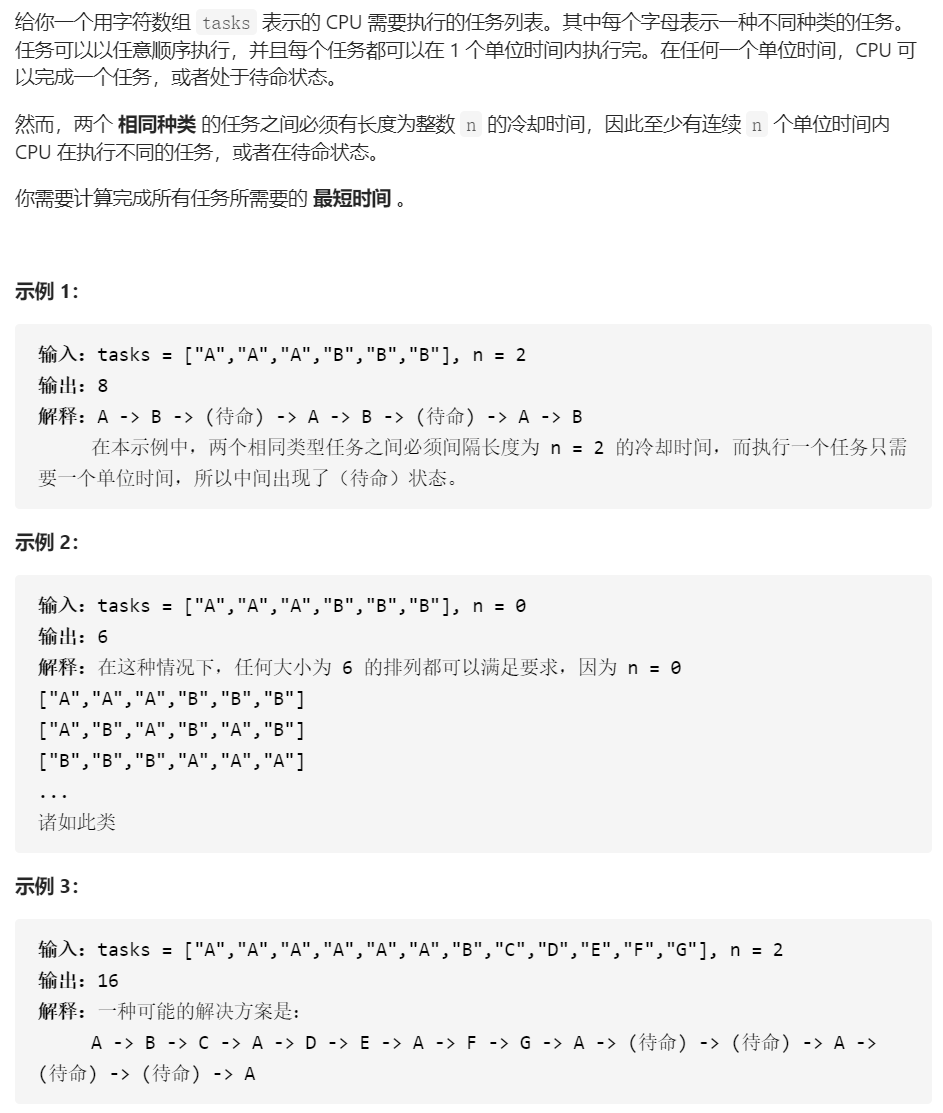 给你一个用字符数组 tasks 表示的 CPU 需要执行的任务列表。其中每个字母表示一种不同种类的任务。
任务可以以任意顺序执行，并且每个任务都可以在 1 个单位时间内执行完。在任何一个单位时间，CPU 可
以完成一个任务，或者处于待命状态。
然而，两个 相同种类 的任务之间必须有长度为整数 n 的冷却时间，因此至少有连续 n 个单位时间内
CPU 在执行不同的任务，或者在待命状态。
你需要计算完成所有任务所需要的 最短时间 。
示例 1：
输入：tasks = ["A","A","A","B","B","B"], n = 2
输出：8
解释：A -> B -> (待命) -> A -> B -> (待命) -> A -> B
在本示例中，两个相同类型任务之间必须间隔长度为 n = 2 的冷却时间，而执行一个任务只需
要一个单位时间，所以中间出现了（待命）状态。
示例 2：
输入：tasks = ["A","A","A","B","B","B"], n = 0
输出：6
解释：在这种情况下，任何大小为 6 的排列都可以满足要求，因为 n = 0
["A","A","A","B","B","B"]
["A","B","A","B","A","B"]
["B","B","B","A","A","A"]
...
诸如此类
示例 3：
输入：tasks = ["A","A","A","A","A","A","B","C","D","E","F","G"], n = 2
输出：16
解释：一种可能的解决方案是：
A -> B -> C -> A -> D -> E -> A -> F -> G -> A -> (待命) -> (待命) -> A ->
(待命) -> (待命) -> A